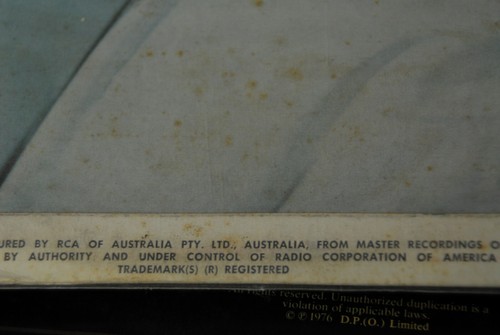 URED BY RCA OF AUSTRALIA PTY. LTD., AUSTRALIA, FROM MASTER RECORDINGS O
BY AUTHORITY AND UNDER CONTROL OF RADIO CORPORATION OF AMERICA
TRADEMARK(S) (R) REGISTERED
All rights reserved. Unauthorized duplication is a
violation of applicable laws.
© ℗ 1976 D.P.(O.) Limited